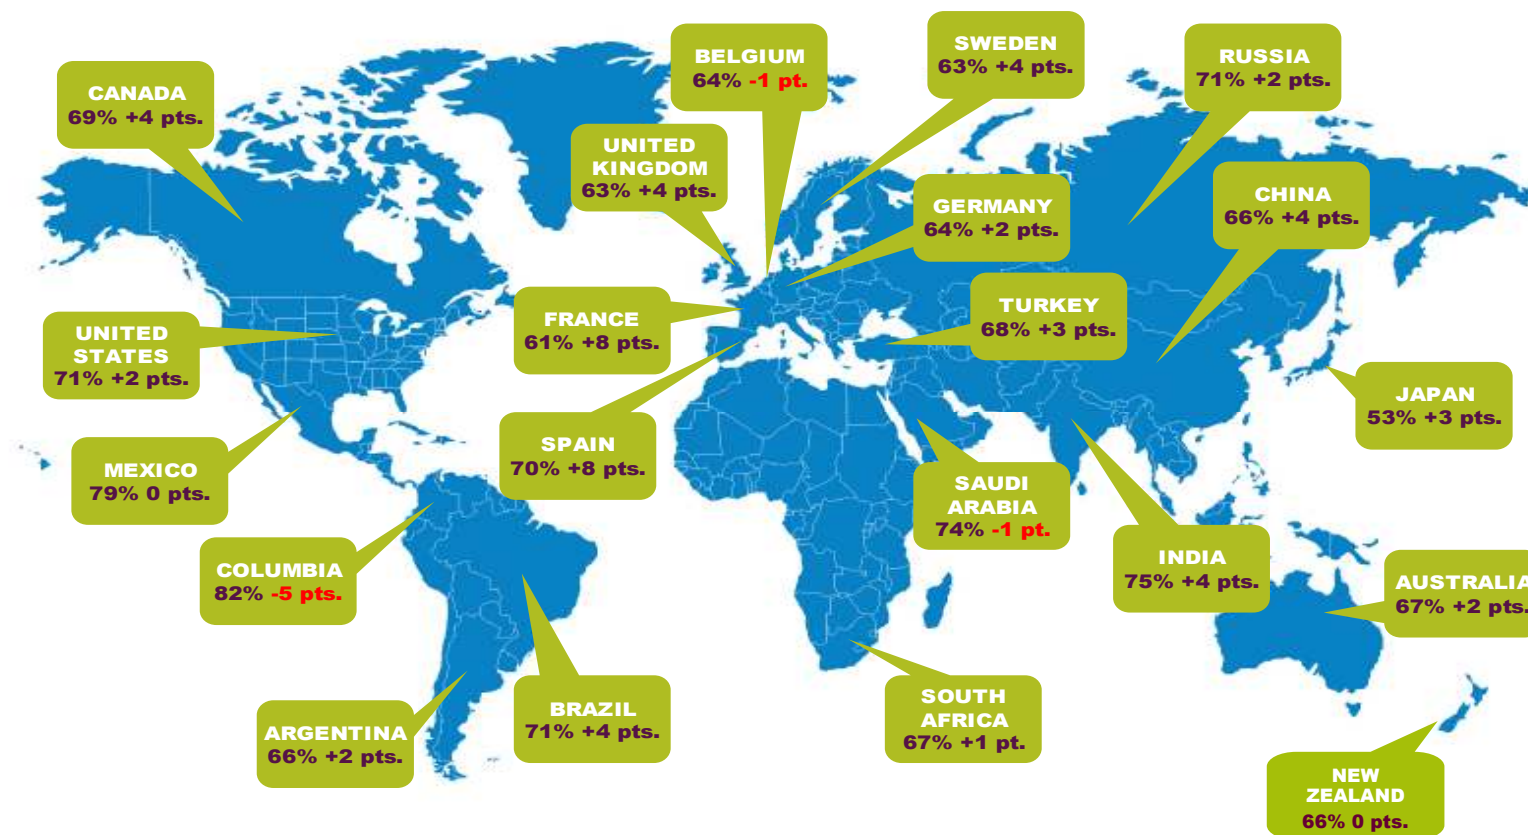 CANADA
69% +4 pts.
BELGIUM
64% -1 pt.
SWEDEN
63% +4 pts.
RUSSIA
71% +2 pts.
UNITED
KINGDOM
63% +4 pts.
GERMANY
64% +2 pts.
CHINA
66% +4 pts.
UNITED
STATES
71% +2 pts.
FRANCE
61% +8 pts.
TURKEY
68% +3 pts.
JAPAN
53% +3 pts.
MEXICO
79% 0 pts.
SPAIN
70% +8 pts.
SAUDI
ARABIA
74% -1 pt.
COLUMBIA
82% -5 pts.
INDIA
75% +4 pts.
AUSTRALIA
67% +2 pts.
ARGENTINA
66% +2 pts.
BRAZIL
71% +4 pts.
SOUTH
AFRICA
67% +1 pt.
NEW
ZEALAND
66% 0 pts.